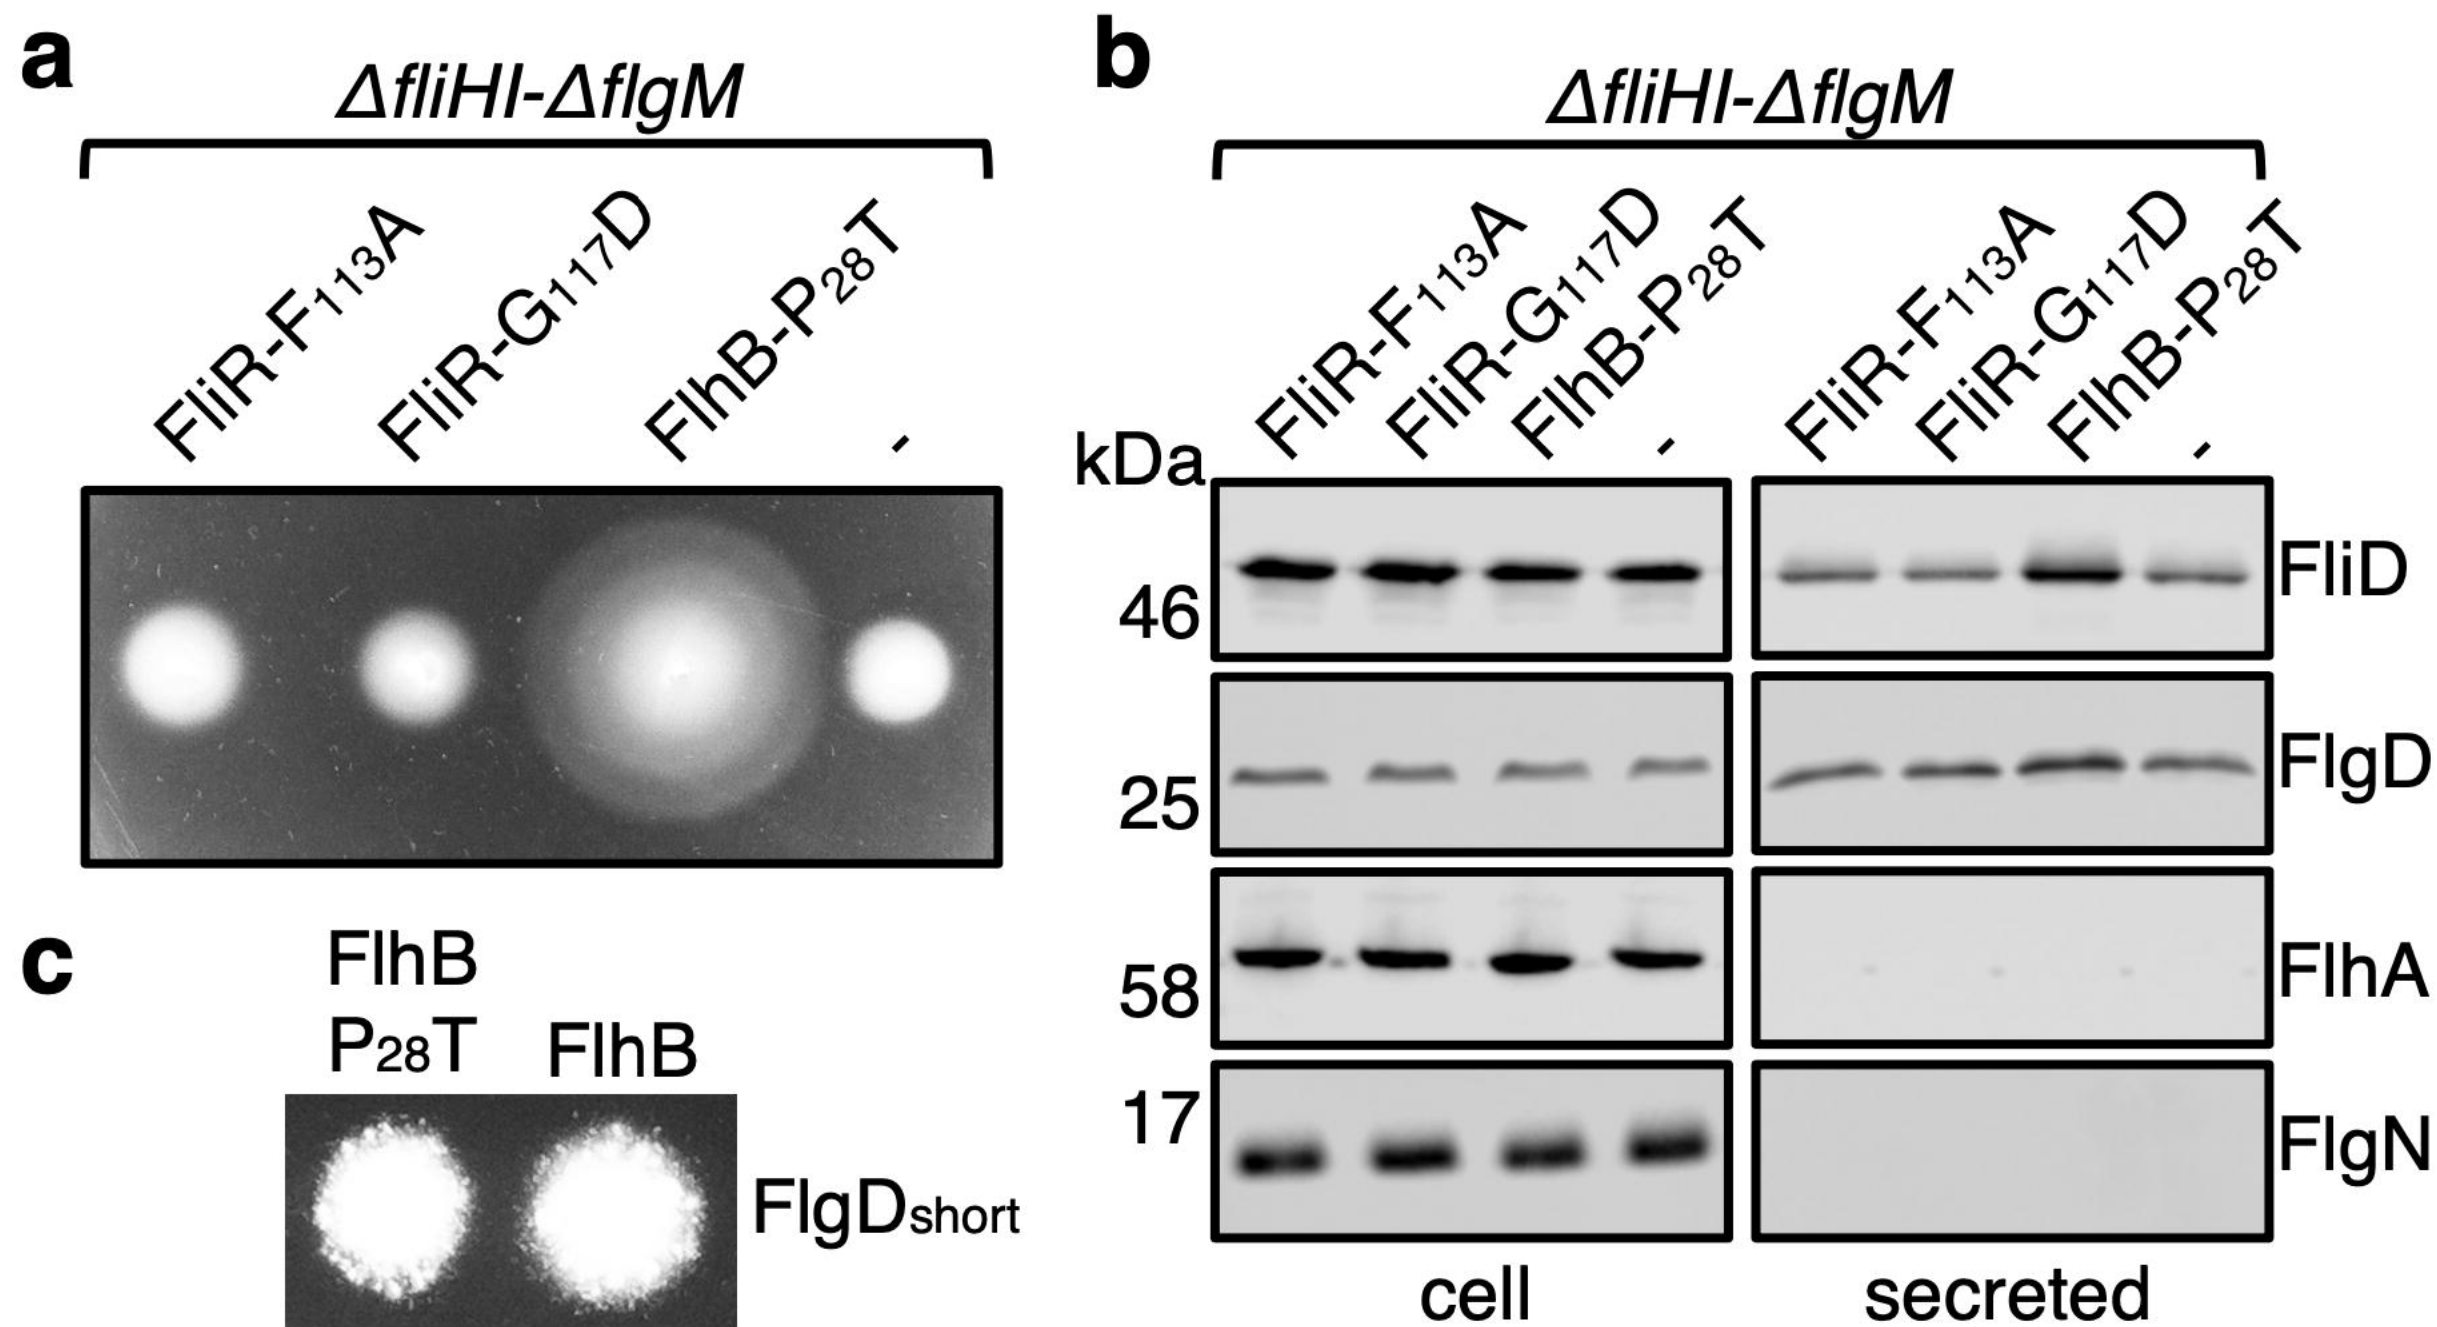 a
ΔfliHI-ΔflgM
FliR-F113A
FliR-G117D
FlhB-P28T
-
b
ΔfliHI-ΔflgM
FliR-F113A
FliR-G117D
FlhB-P28T
-
FliR-F113A
FliR-G117D
FlhB-P28T
-
kDa
46
FliD
25
FlgD
58
FlhA
17
FlgN
cell
secreted
c
FlhB
P28T
FlhB
FlgDshort